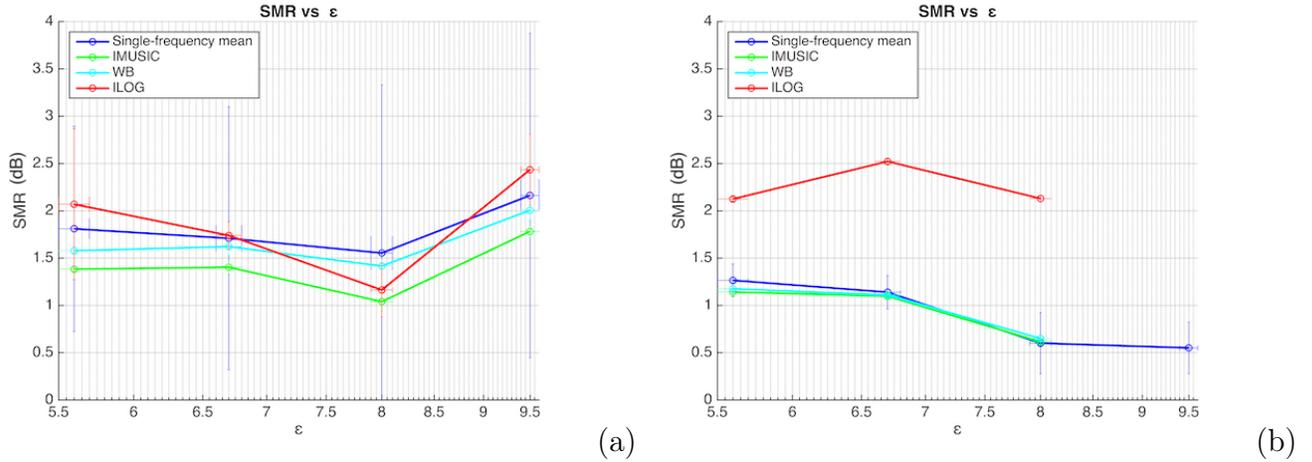 SMR vs ε
4
3.5
3
2.5
2
1.5
1
0.5
0
SMR (dB)
Single-frequency mean
IMUSIC
WB
ILOG
5.5 6 6.5 7 7.5 8 8.5 9 9.5
ε
(a)
SMR vs ε
4
3.5
3
2.5
2
1.5
1
0.5
0
SMR (dB)
Single-frequency mean
IMUSIC
WB
ILOG
5.5 6 6.5 7 7.5 8 8.5 9 9.5
ε
(b)